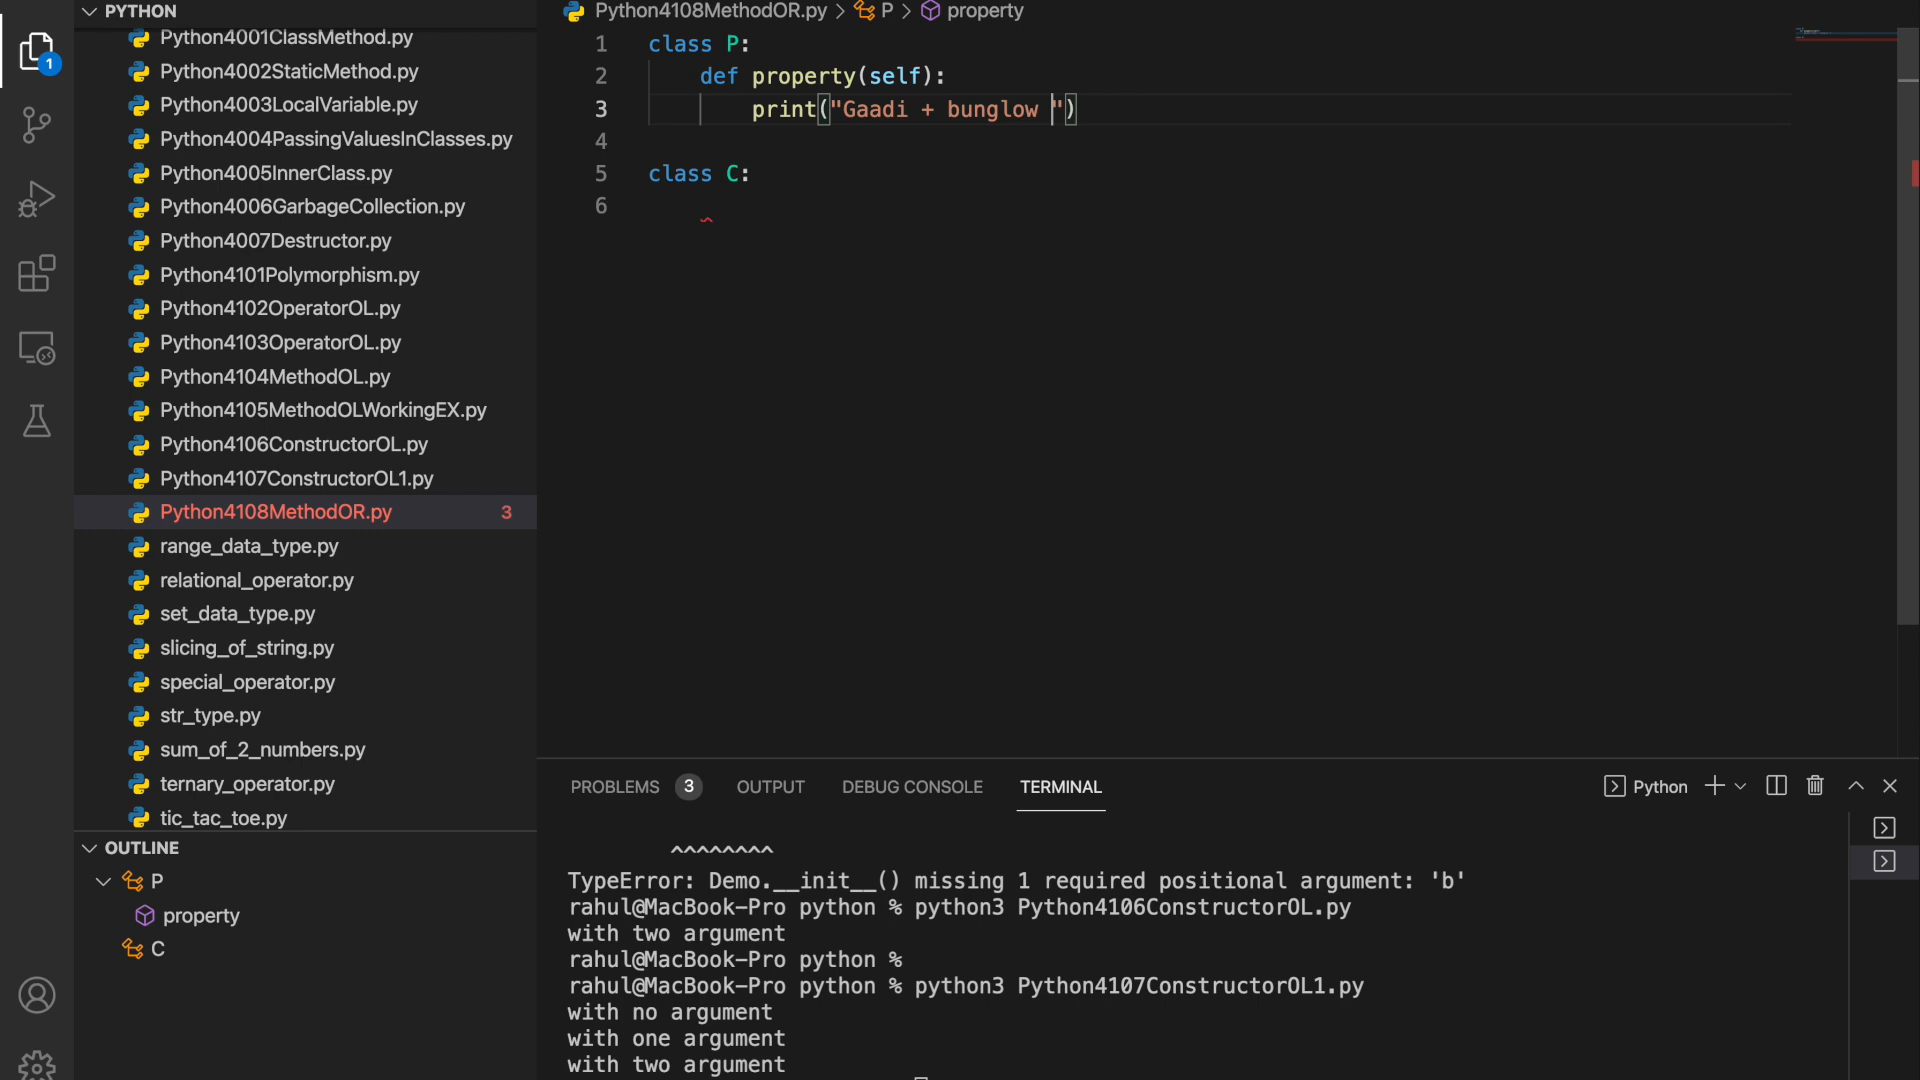 PYTHON
Python4001ClassMethod.py
Python4002StaticMethod.py
Python4003LocalVariable.py
Python4004PassingValuesInClasses.py
Python4005InnerClass.py
Python4006GarbageCollection.py
Python4007Destructor.py
Python4101Polymorphism.py
Python4102OperatorOL.py
Python4103OperatorOL.py
Python4104MethodOL.py
Python4105MethodOLWorkingEX.py
Python4106ConstructorOL.py
Python4107ConstructorOL1.py
Python4108MethodOR.py 3
range_data_type.py
relational_operator.py
set_data_type.py
slicing_of_string.py
special_operator.py
str_type.py
sum_of_2_numbers.py
ternary_operator.py
tic_tac_toe.py
OUTLINE
P
property
C
1
Python4108MethodOR.py > P > property
1 class P:
2 def property(self):
3 print("Gaadi + bunglow ")
4
5 class C:
6
PROBLEMS 3 OUTPUT DEBUG CONSOLE TERMINAL
Python
^^^^^^^^
TypeError: Demo.__init__() missing 1 required positional argument: 'b'
rahul@MacBook-Pro python % python3 Python4106ConstructorOL.py
with two argument
rahul@MacBook-Pro python %
rahul@MacBook-Pro python % python3 Python4107ConstructorOL1.py
with no argument
with one argument
with two argument